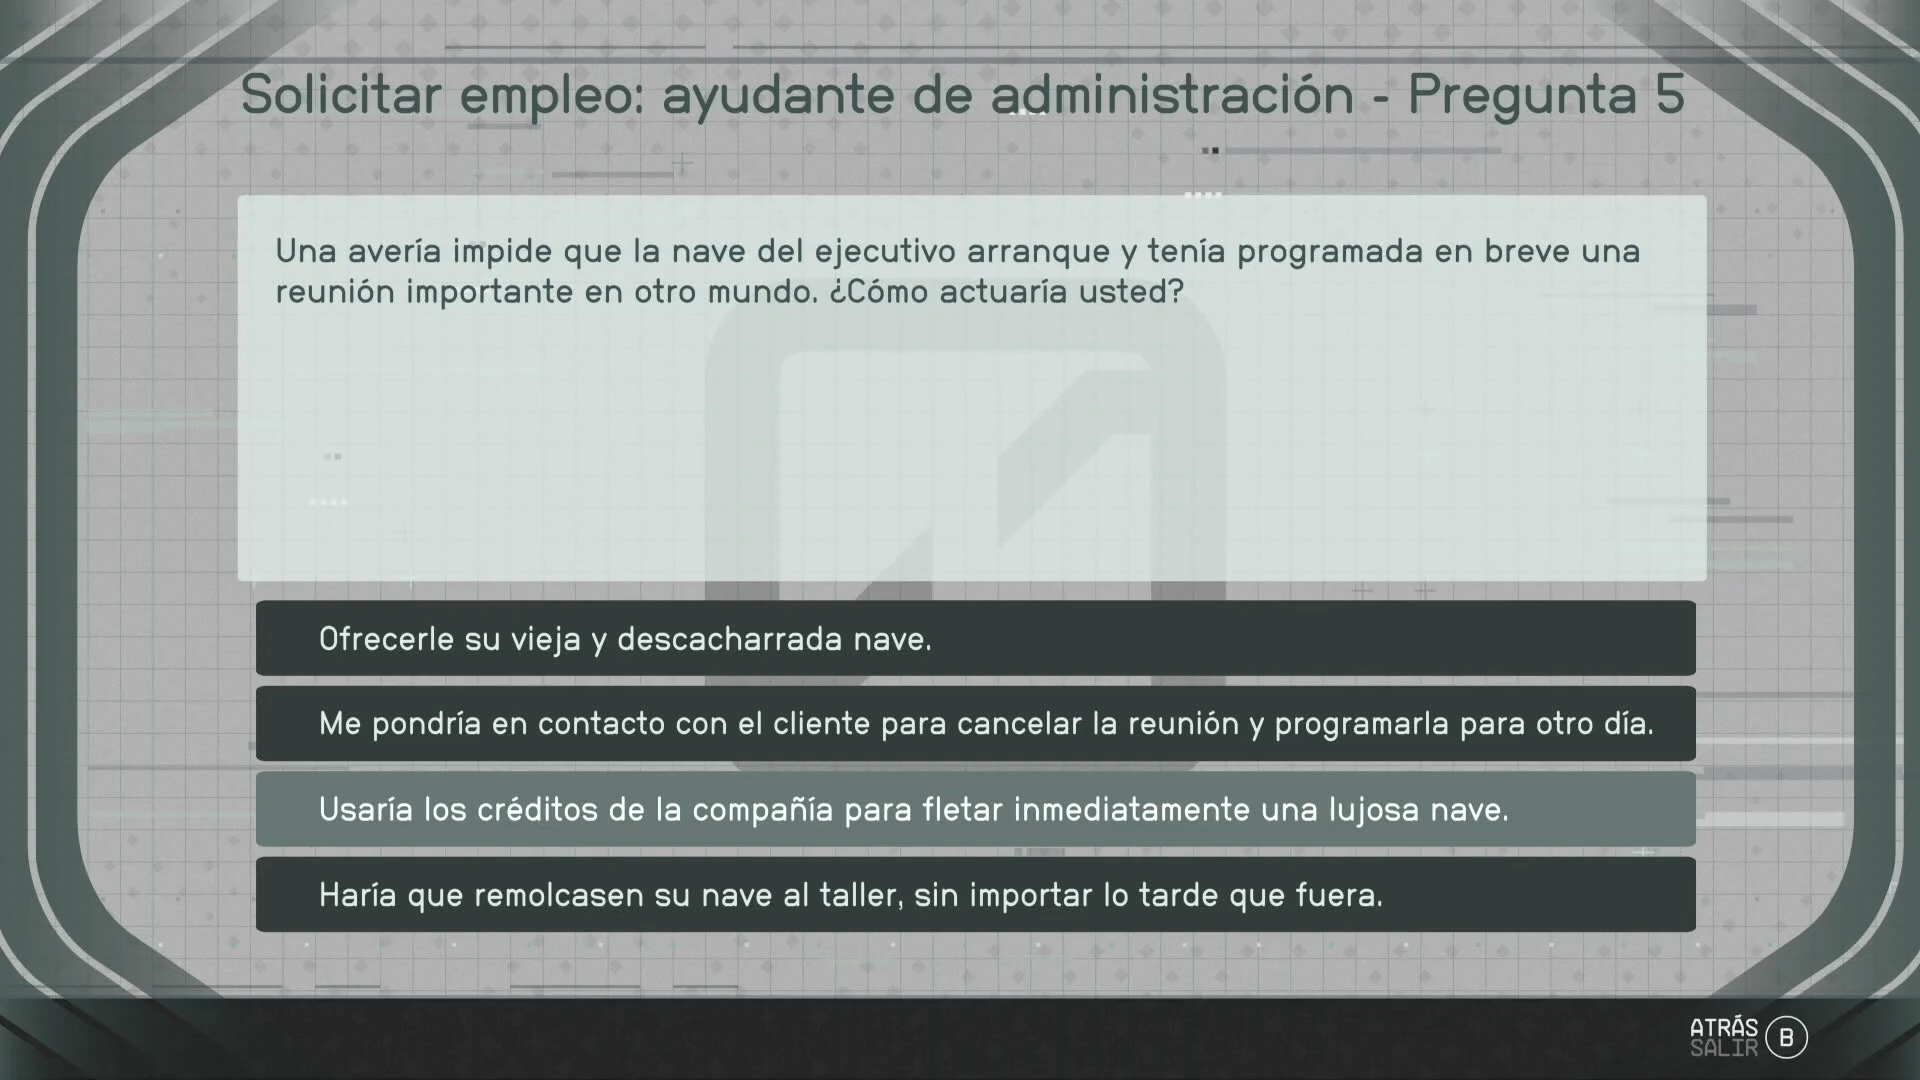 Solicitar empleo: ayudante de administración - Pregunta 5
Una avería impide que la nave del ejecutivo arranque y tenía programada en breve una
reunión importante en otro mundo. ¿Cómo actuaría usted?
Ofrecerle su vieja y descacharrada nave.
Me pondría en contacto con el cliente para cancelar la reunión y programarla para otro día.
Usaría los créditos de la compañía para fletar inmediatamente una lujosa nave.
Haría que remolcasen su nave al taller, sin importar lo tarde que fuera.
ATRÁS
SALIR
B